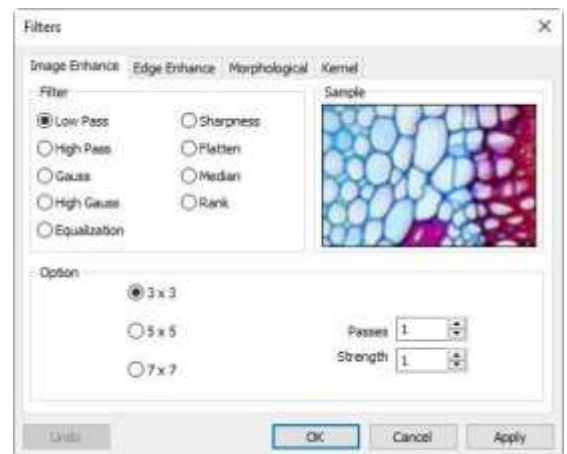 Filters
Image Enhance Edge Enhance Morphological Kernel
Filter
Low Pass
High Pass
Gauss
High Gauss
Equalization
Sharpness
Flatten
Median
Rank
Sample
Option
3 x 3
5 x 5
7 x 7
Passes 1
Strength 1
Undo OK Cancel Apply